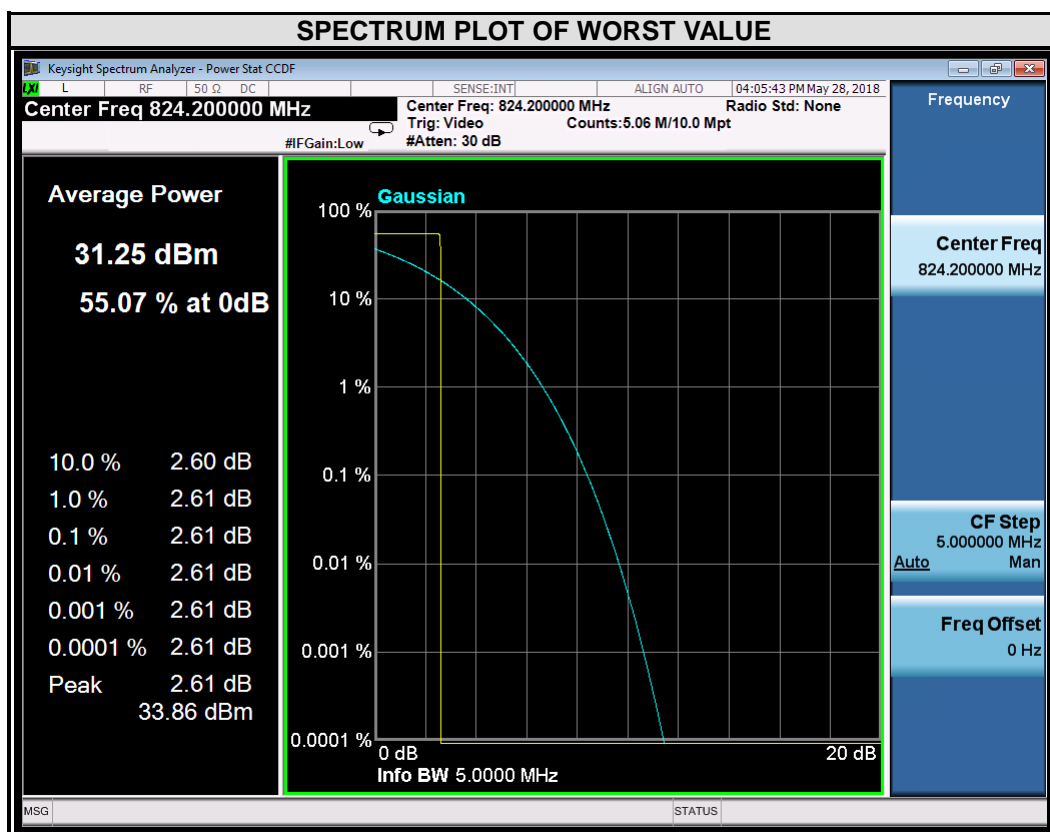 SPECTRUM PLOT OF WORST VALUE
Keysight Spectrum Analyzer - Power Stat CCDF
LXI L RF 50 Ω DC SENSE:INT ALIGN AUTO 04:05:43 PM May 28, 2018
Center Freq 824.200000 MHz
Center Freq: 824.200000 MHz Radio Std: None
Trig: Video Counts:5.06 M/10.0 Mpt
#IFGain:Low #Atten: 30 dB
Average Power
31.25 dBm
55.07 % at 0dB
10.0 % 2.60 dB
1.0 % 2.61 dB
0.1 % 2.61 dB
0.01 % 2.61 dB
0.001 % 2.61 dB
0.0001 % 2.61 dB
Peak 2.61 dB
33.86 dBm
Gaussian
100 %
10 %
1 %
0.1 %
0.01 %
0.001 %
0.0001 %
0 dB 20 dB
Info BW 5.0000 MHz
Frequency
Center Freq
824.200000 MHz
CF Step
5.000000 MHz
Auto Man
Freq Offset
0 Hz
MSG STATUS